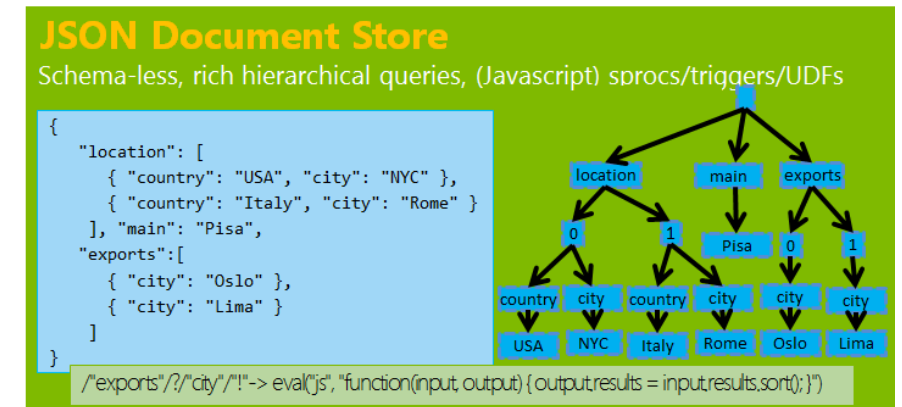 JSON Document Store
Schema-less, rich hierarchical queries, (Javascript) sprocs/triggers/UDFs
{
"location": [
{ "country": "USA", "city": "NYC" },
{ "country": "Italy", "city": "Rome" }
], "main": "Pisa",
"exports":[
{ "city": "Oslo" },
{ "city": "Lima" }
]
}
location main exports
0 1 Pisa 0 1
country city country city city city
USA NYC Italy Rome Oslo Lima
/"exports"/?/"city"/"!"-> eval("js", "function(input, output) { output.results = input.results.sort(); }")